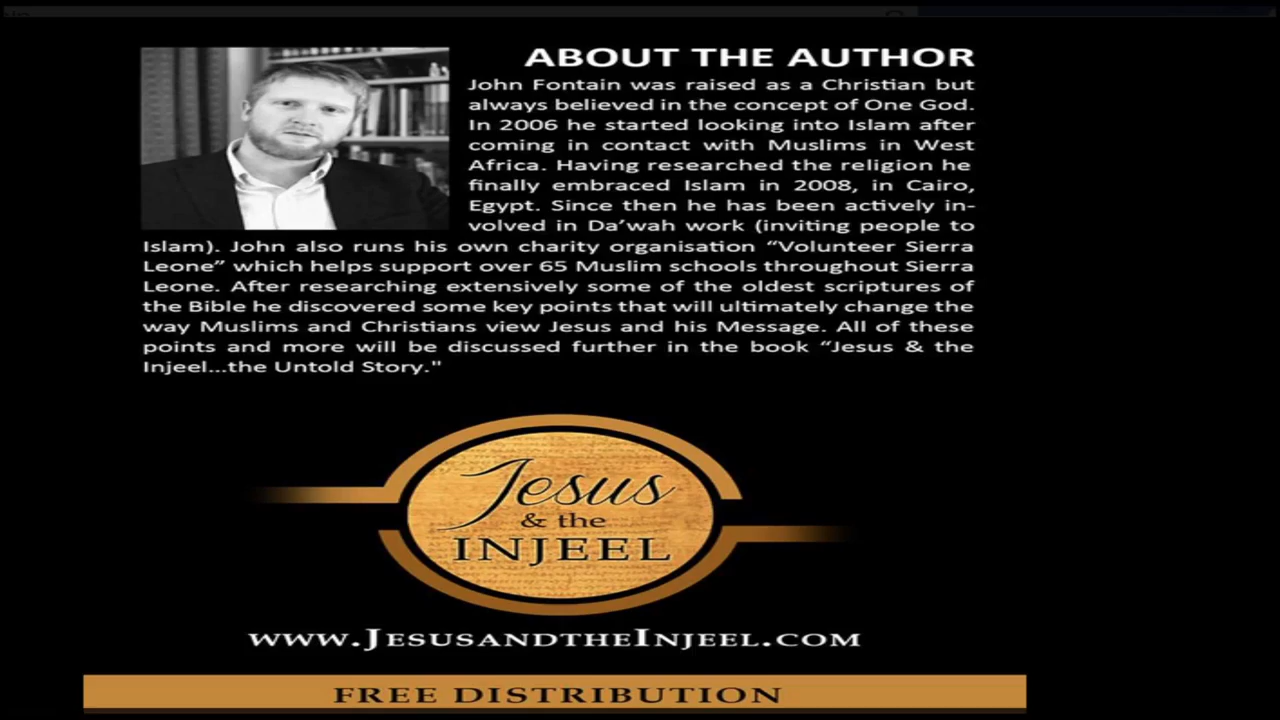 ABOUT THE AUTHOR
John Fontain was raised as a Christian but
always believed in the concept of One God.
In 2006 he started looking into Islam after
coming in contact with Muslims in West
Africa. Having researched the religion he
finally embraced Islam in 2008, in Cairo,
Egypt. Since then he has been actively in-
volved in Da’wah work (inviting people to
Islam). John also runs his own charity organisation “Volunteer Sierra
Leone” which helps support over 65 Muslim schools throughout Sierra
Leone. After researching extensively some of the oldest scriptures of
the Bible he discovered some key points that will ultimately change the
way Muslims and Christians view Jesus and his Message. All of these
points and more will be discussed further in the book “Jesus & the
Injeel...the Untold Story."
Jesus
& the
INJEEL
www.JesusandtheInjeel.com
FREE DISTRIBUTION